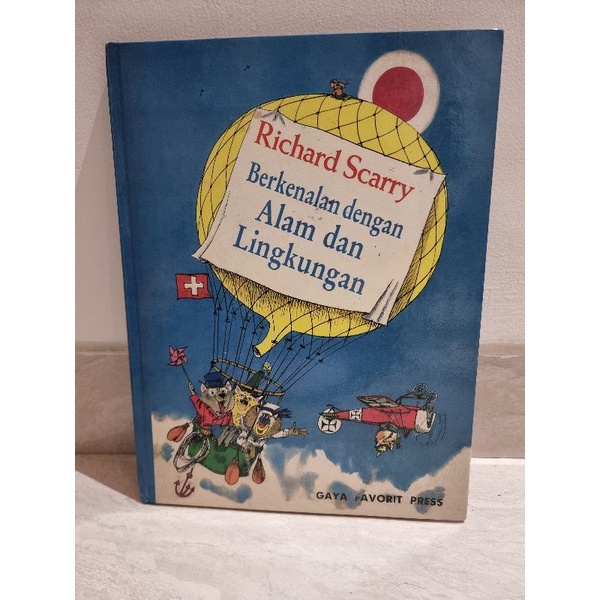 Richard Scarry
Berkenalan dengan
Alam dan
Lingkungan
GAYA FAVORIT PRESS